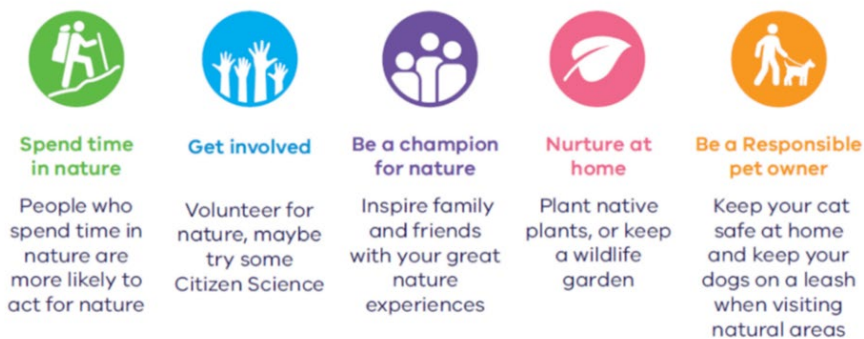 Spend time
in nature
People who
spend time in
nature are
more likely to
act for nature
Get involved
Volunteer for
nature, maybe
try some
Citizen Science
Be a champion
for nature
Inspire family
and friends
with your great
nature
experiences
Nurture at
home
Plant native
plants, or keep
a wildlife
garden
Be a Responsible
pet owner
Keep your cat
safe at home
and keep your
dogs on a leash
when visiting
natural areas